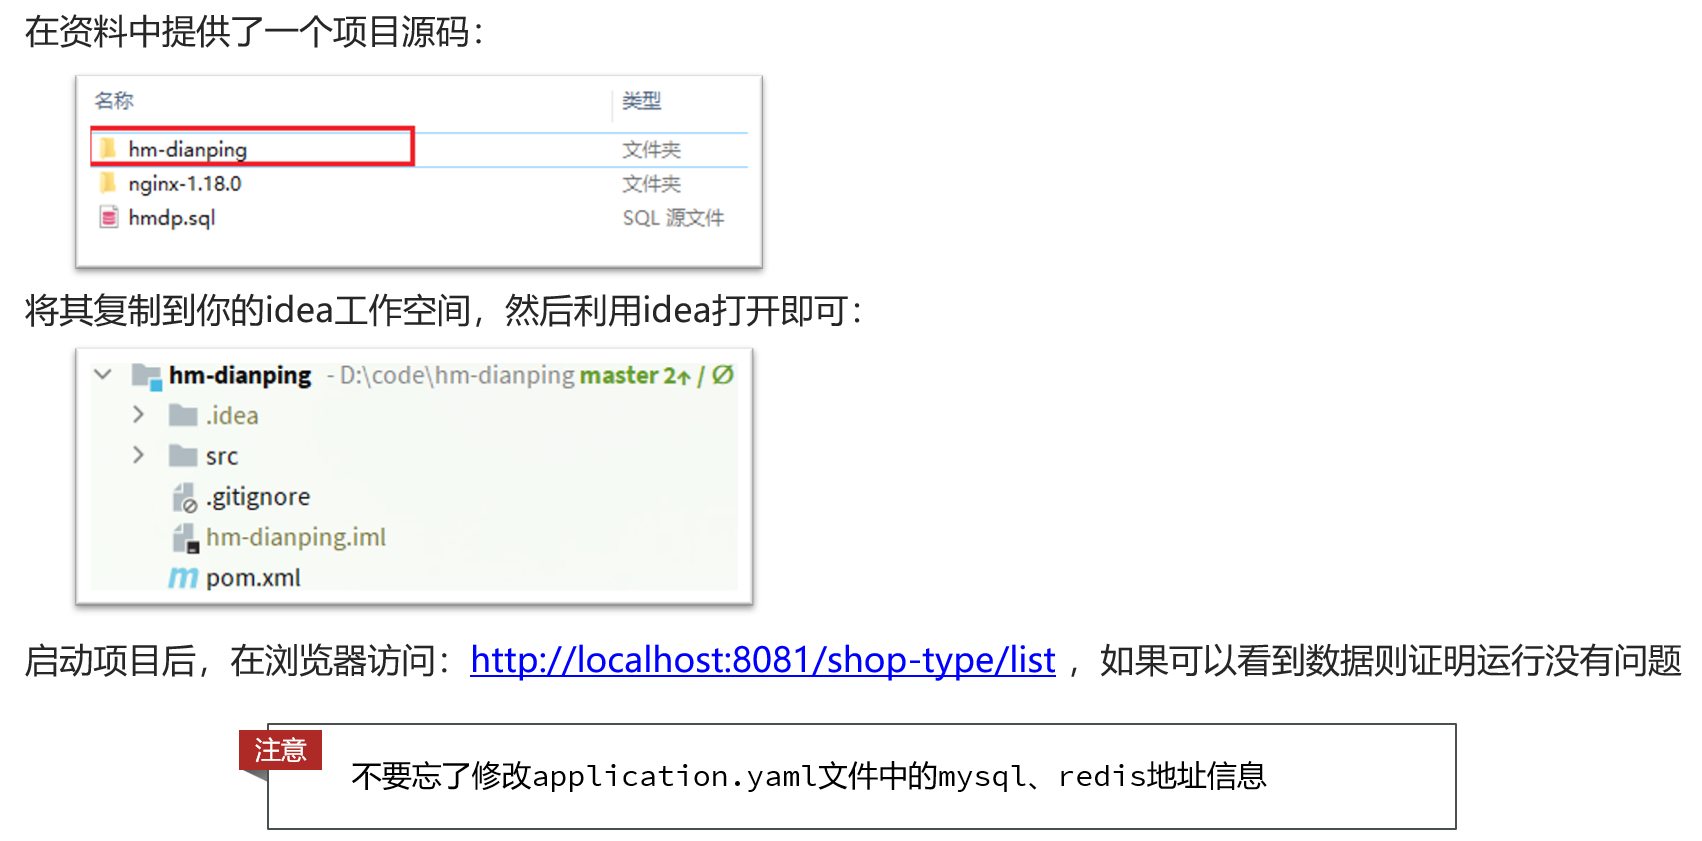 在资料中提供了一个项目源码：
名称 类型
hm-dianping 文件夹
nginx-1.18.0 文件夹
hmdp.sql SQL 源文件
将其复制到你的idea工作空间，然后利用idea打开即可：
hm-dianping - D:\code\hm-dianping master 2↑ / Ø
.idea
src
.gitignore
hm-dianping.iml
pom.xml
启动项目后，在浏览器访问：http://localhost:8081/shop-type/list ，如果可以看到数据则证明运行没有问题
注意
不要忘了修改application.yaml文件中的mysql、redis地址信息